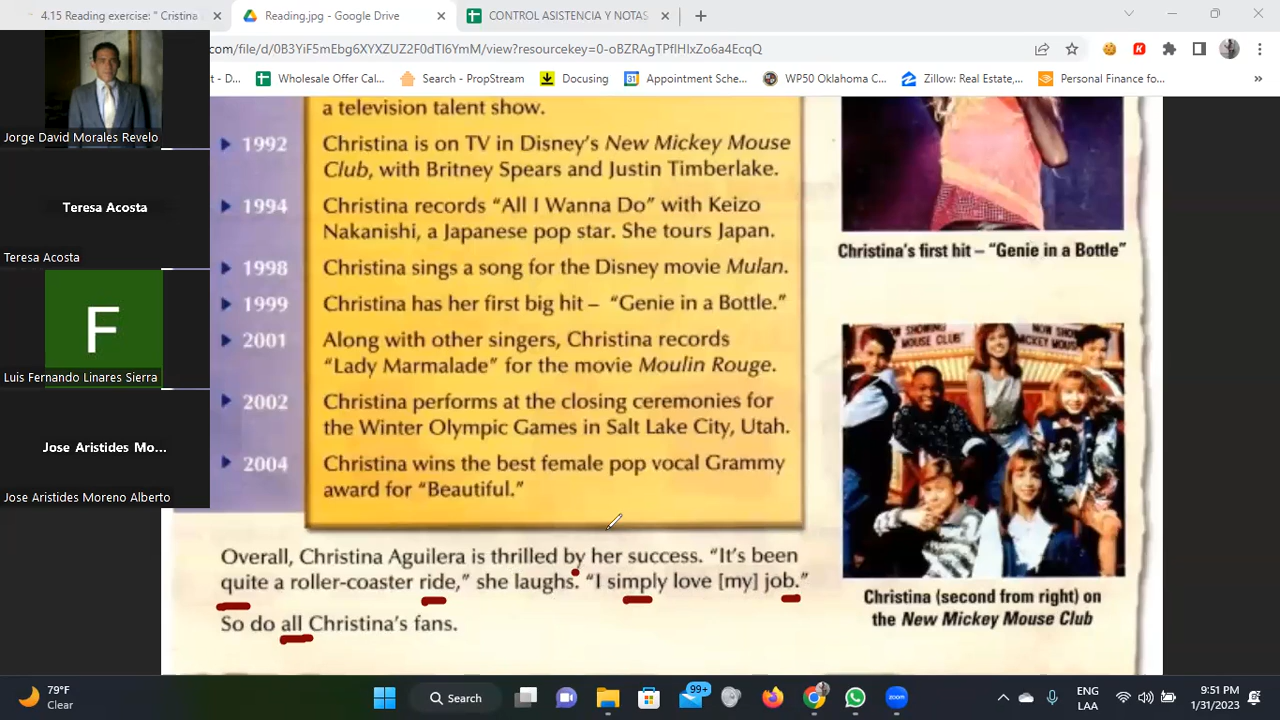 4.15 Reading exercise: " Cristina
Reading.jpg - Google Drive
CONTROL ASISTENCIA Y NOTAS
.com/file/d/0B3YiF5mEbg6XYXZUZ2F0dTI6YmM/view?resourcekey=0-oBZRAgTPflHIxZo6a4EcqQ
t - D...
Wholesale Offer Cal...
Search - PropStream
Docusing
Appointment Sche...
WP50 Oklahoma C...
Zillow: Real Estate,...
Personal Finance fo...
»
Jorge David Morales Revelo
Teresa Acosta
Teresa Acosta
F
Luis Fernando Linares Sierra
Jose Aristides Mo...
Jose Aristides Moreno Alberto
a television talent show.
1992 Christina is on TV in Disney's New Mickey Mouse
Club, with Britney Spears and Justin Timberlake.
1994 Christina records "All I Wanna Do" with Keizo
Nakanishi, a Japanese pop star. She tours Japan.
1998 Christina sings a song for the Disney movie Mulan.
1999 Christina has her first big hit – "Genie in a Bottle."
2001 Along with other singers, Christina records
"Lady Marmalade" for the movie Moulin Rouge.
2002 Christina performs at the closing ceremonies for
the Winter Olympic Games in Salt Lake City, Utah.
2004 Christina wins the best female pop vocal Grammy
award for "Beautiful."
Overall, Christina Aguilera is thrilled by her success. "It's been
quite a roller-coaster ride," she laughs. "I simply love [my] job."
So do all Christina's fans.
Christina's first hit – "Genie in a Bottle"
SHOWING
MOUSE CLUB
NOW SHO
MICKEY MOUS
Christina (second from right) on
the New Mickey Mouse Club
79°F
Clear
Search
99+
zoom
ENG
LAA
9:51 PM
1/31/2023